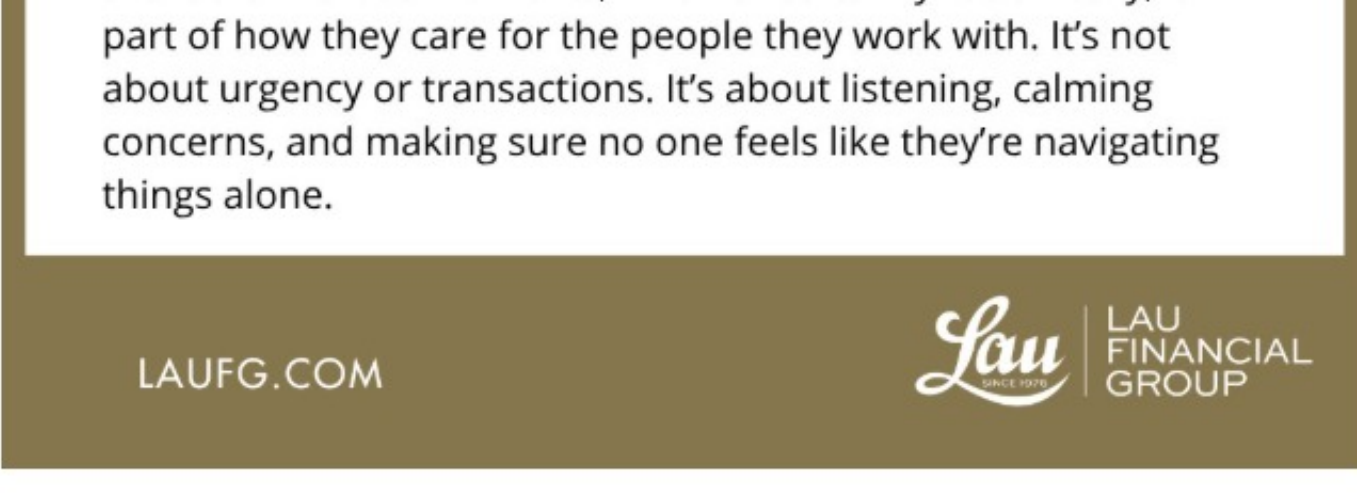 part of how they care for the people they work with. It’s not
about urgency or transactions. It’s about listening, calming
concerns, and making sure no one feels like they’re navigating
things alone.
LAUFG.COM
Lau
SINCE 1976
LAU
FINANCIAL
GROUP